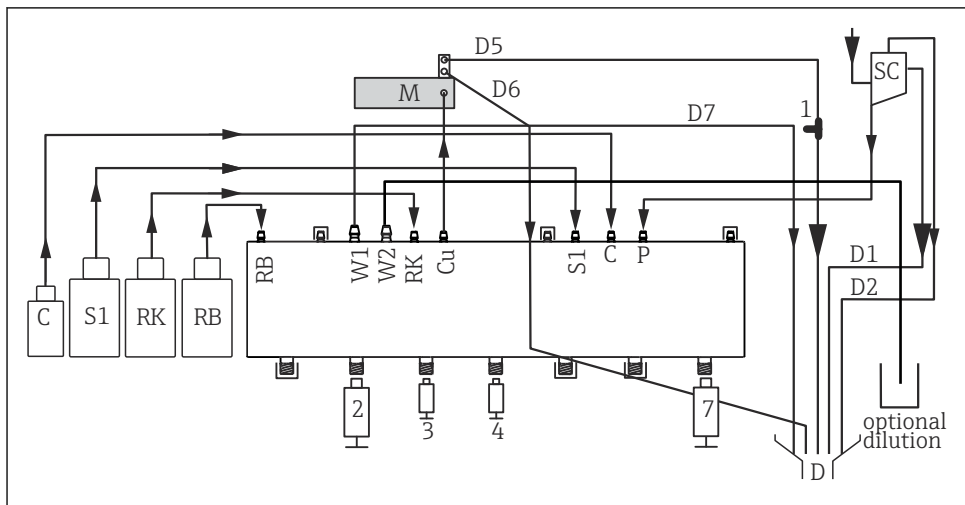 D5
SC
M
D6
1
D7
RB
W1
W2
RK
Cu
S1
C
P
D1
D2
C
S1
RK
RB
2
3
4
7
optional
dilution
D